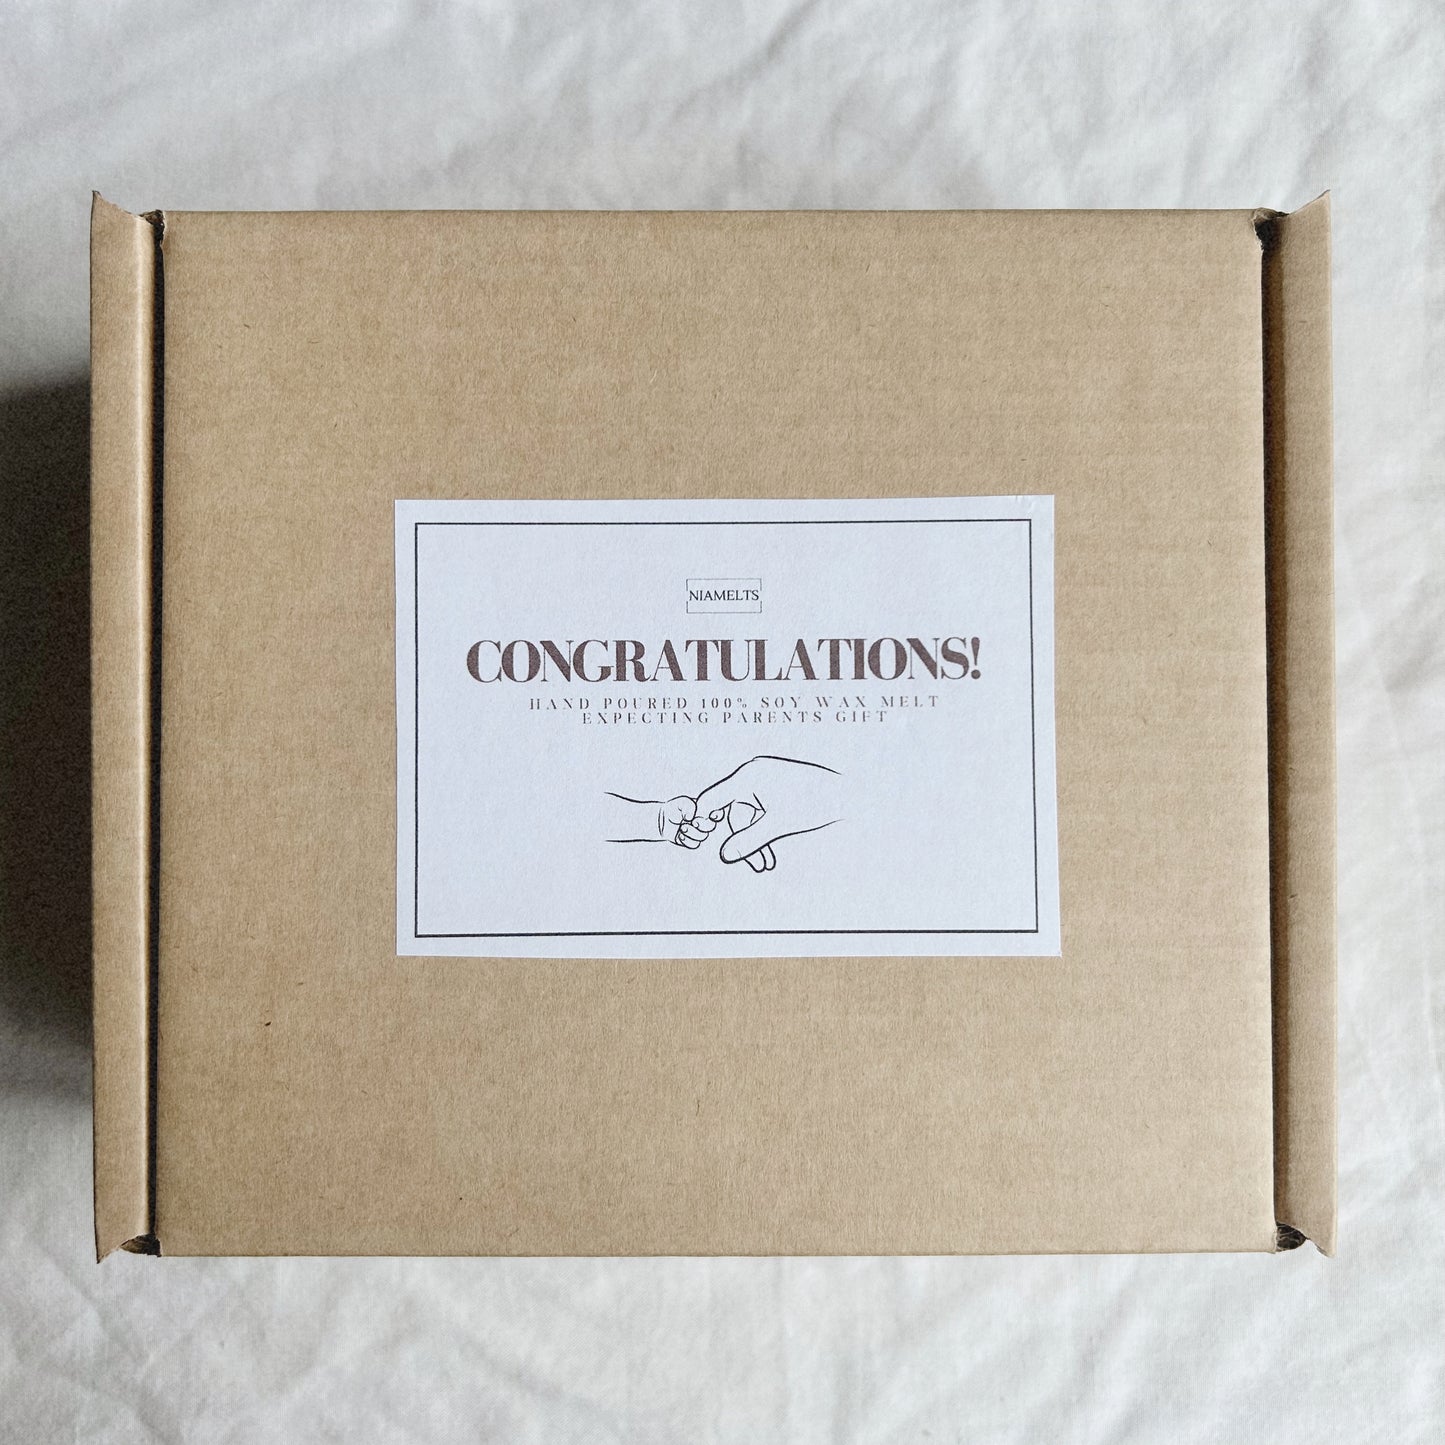 NIAMELTS
CONGRATULATIONS!
HAND POURED 100% SOY WAX MELT
EXPECTING PARENTS GIFT